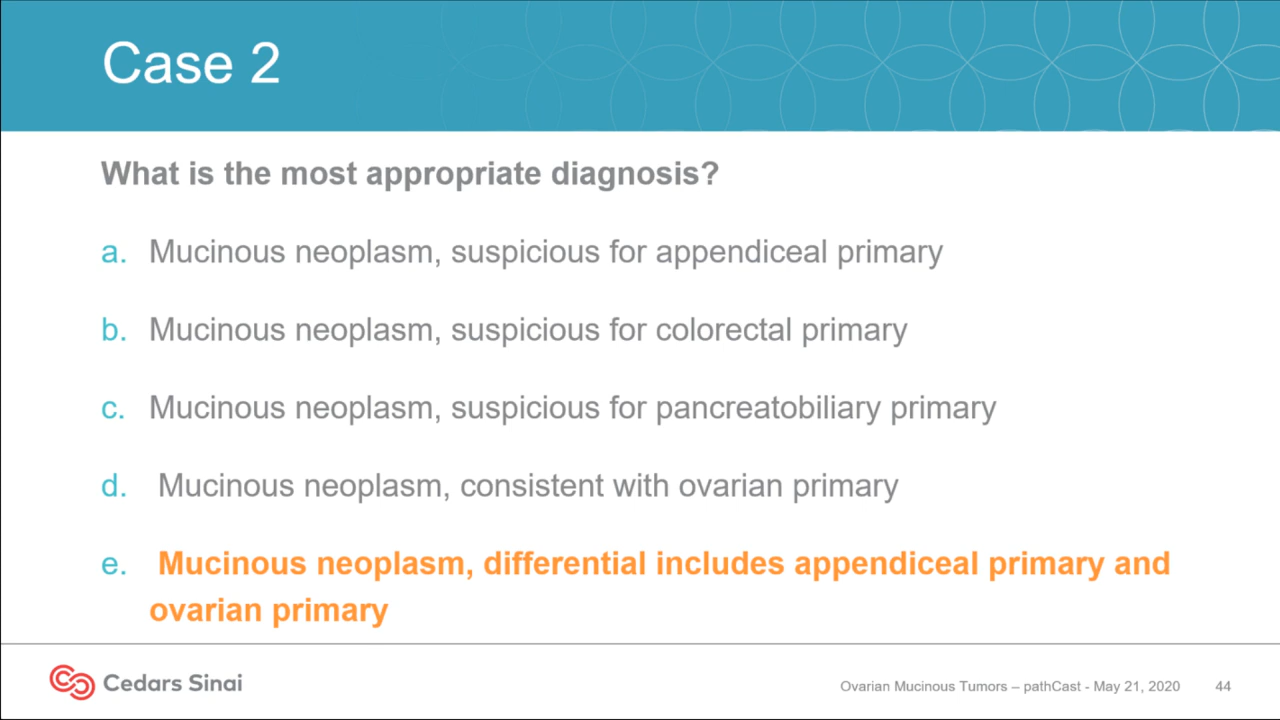 Case 2
What is the most appropriate diagnosis?
a. Mucinous neoplasm, suspicious for appendiceal primary
b. Mucinous neoplasm, suspicious for colorectal primary
c. Mucinous neoplasm, suspicious for pancreatobiliary primary
d. Mucinous neoplasm, consistent with ovarian primary
e. Mucinous neoplasm, differential includes appendiceal primary and
ovarian primary
Cedars Sinai
Ovarian Mucinous Tumors – pathCast - May 21, 2020 44